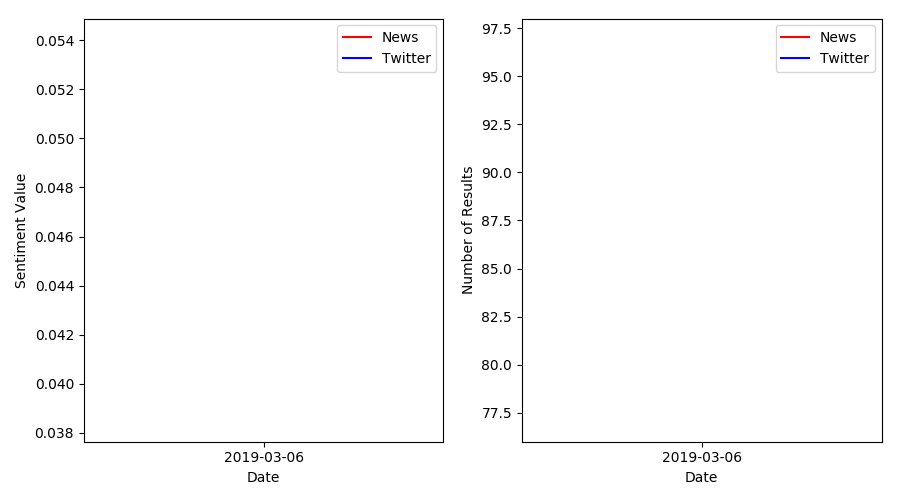 0.054
0.052
0.050
0.048
0.046
0.044
0.042
0.040
0.038
Sentiment Value
News
Twitter
2019-03-06
Date
97.5
95.0
92.5
90.0
87.5
85.0
82.5
80.0
77.5
Number of Results
News
Twitter
2019-03-06
Date